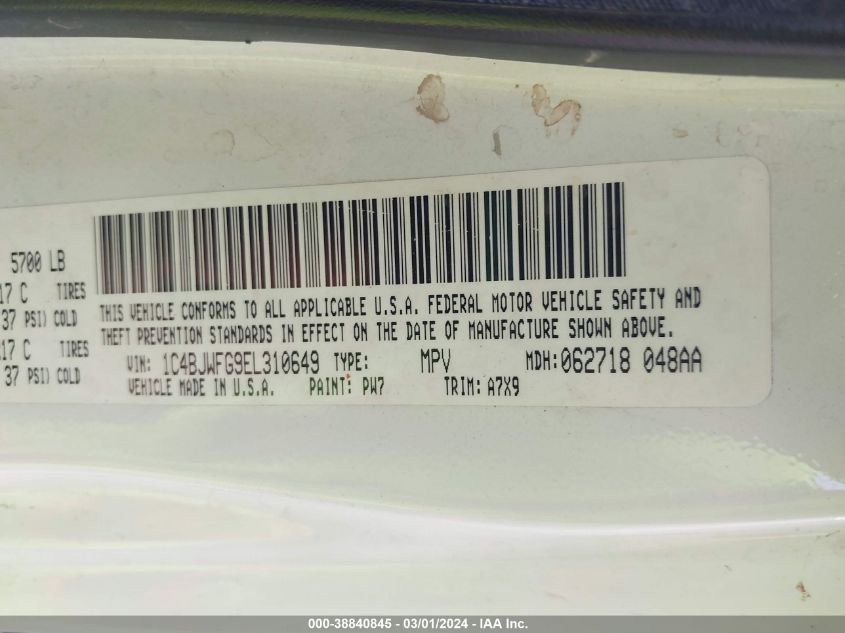 5700 LB
17 C TIRES
37 PSI) COLD
17 C TIRES
37 PSI) COLD
THIS VEHICLE CONFORMS TO ALL APPLICABLE U.S.A. FEDERAL MOTOR VEHICLE SAFETY AND
THEFT PREVENTION STANDARDS IN EFFECT ON THE DATE OF MANUFACTURE SHOWN ABOVE.
VIN: 1C4BJWFG9EL310649 TYPE: MPV MDH:062718 048AA
VEHICLE MADE IN U.S.A. PAINT: PW7 TRIM: A7X9
000-38840845 - 03/01/2024 - IAA Inc.